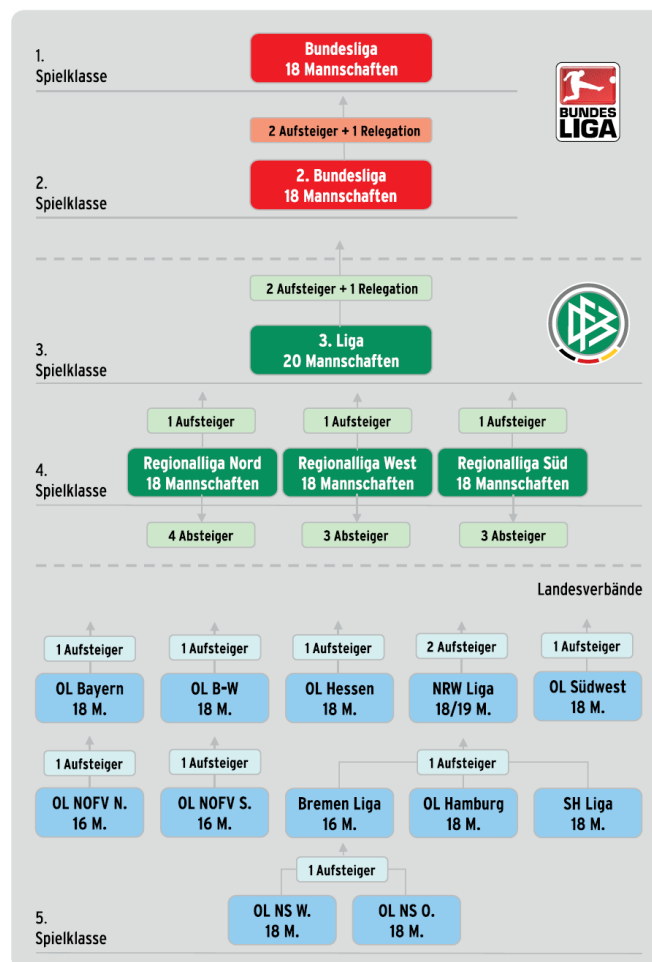 1.
Spielklasse
Bundesliga
18 Mannschaften
BUNDES
LIGA
2 Aufsteiger + 1 Relegation
2.
Spielklasse
2. Bundesliga
18 Mannschaften
2 Aufsteiger + 1 Relegation
DFB
3.
Spielklasse
3. Liga
20 Mannschaften
1 Aufsteiger
1 Aufsteiger
1 Aufsteiger
4.
Spielklasse
Regionalliga Nord
18 Mannschaften
Regionalliga West
18 Mannschaften
Regionalliga Süd
18 Mannschaften
4 Absteiger
3 Absteiger
3 Absteiger
Landesverbände
1 Aufsteiger
1 Aufsteiger
1 Aufsteiger
2 Aufsteiger
1 Aufsteiger
OL Bayern
18 M.
OL B-W
18 M.
OL Hessen
18 M.
NRW Liga
18/19 M.
OL Südwest
18 M.
1 Aufsteiger
1 Aufsteiger
1 Aufsteiger
OL NOFV N.
16 M.
OL NOFV S.
16 M.
Bremen Liga
16 M.
OL Hamburg
18 M.
SH Liga
18 M.
1 Aufsteiger
OL NS W.
18 M.
OL NS O.
18 M.
5.
Spielklasse